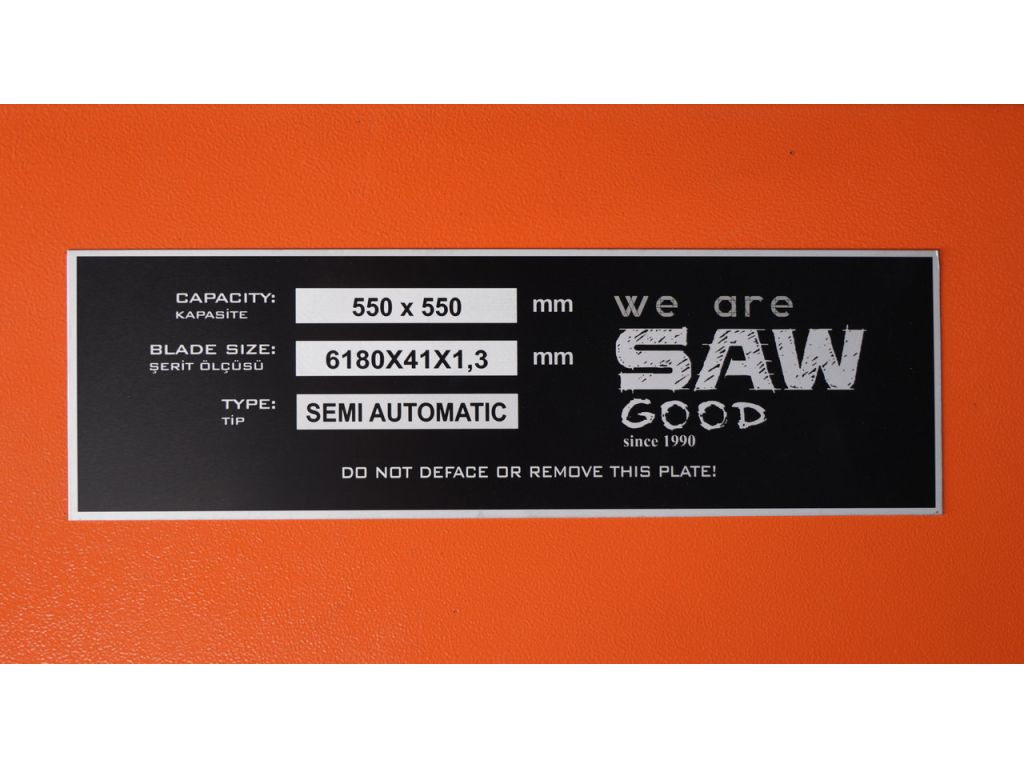 CAPACITY: 550 x 550 mm
KAPASİTE
BLADE SIZE: 6180X41X1,3 mm
ŞERİT ÖLÇÜSÜ
TYPE: SEMI AUTOMATIC
TİP
we are
SAW
GOOD
since 1990
DO NOT DEFACE OR REMOVE THIS PLATE!